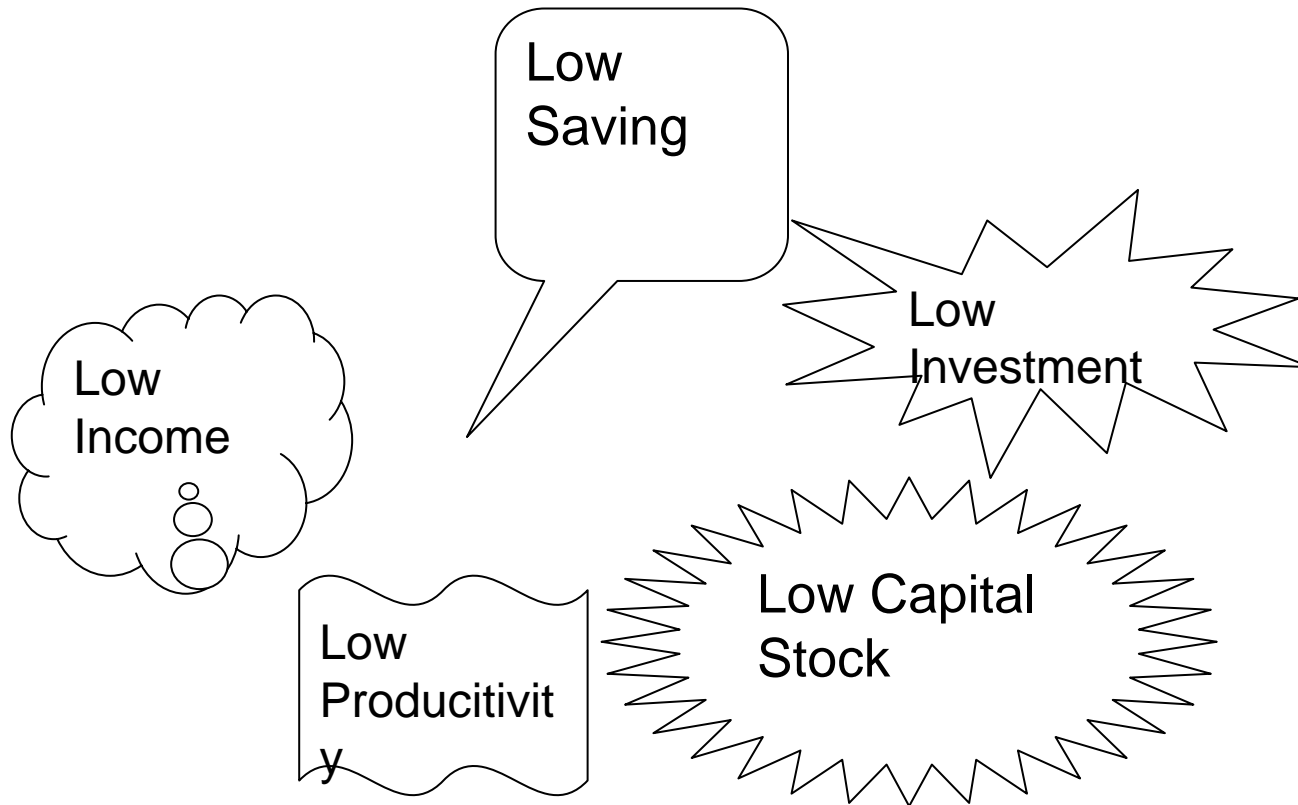 Low
Saving
Low
Investment
Low
Income
Low Capital
Stock
Low
Producitivit
y